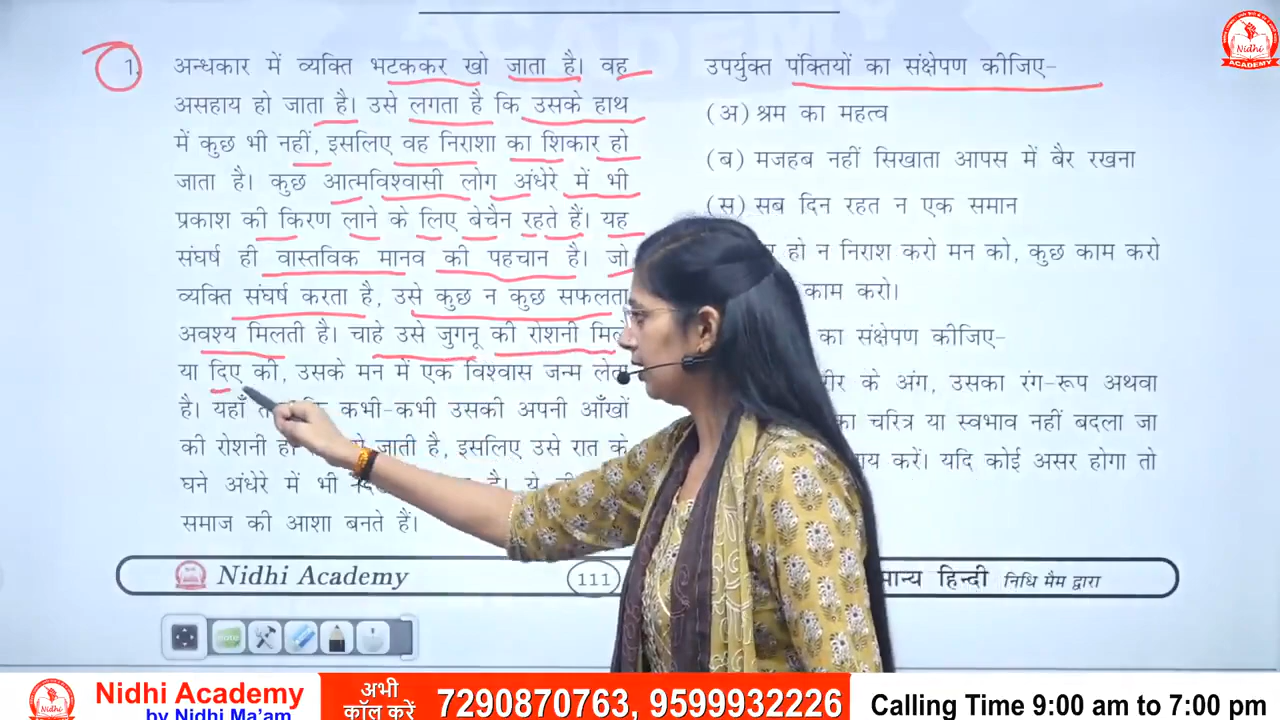 1.
अन्धकार में व्यक्ति भटककर खो जाता है। वह
असहाय हो जाता है। उसे लगता है कि उसके हाथ
में कुछ भी नहीं, इसलिए वह निराशा का शिकार हो
जाता है। कुछ आत्मविश्वासी लोग अंधेरे में भी
प्रकाश की किरण लाने के लिए बेचैन रहते हैं। यह
संघर्ष ही वास्तविक मानव की पहचान है। जो
व्यक्ति संघर्ष करता है, उसे कुछ न कुछ सफलता
अवश्य मिलती है। चाहे उसे जुगनू की रोशनी मिले
या दिए की, उसके मन में एक विश्वास जन्म लेता
है। यहाँ कभी-कभी उसकी अपनी आँखों
की रोशनी जाती है, इसलिए उसे रात के
घने अंधेरे में भी है। ये
समाज की आशा बनते हैं।
उपर्युक्त पंक्तियों का संक्षेपण कीजिए-
(अ) श्रम का महत्व
(ब) मजहब नहीं सिखाता आपस में बैर रखना
(स) सब दिन रहत न एक समान
हो न निराश करो मन को, कुछ काम करो
काम करो।
का संक्षेपण कीजिए-
के अंग, उसका रंग-रूप अथवा
का चरित्र या स्वभाव नहीं बदला जा
करें। यदि कोई असर होगा तो
Nidhi Academy
111
हिन्दी निधि मैम द्वारा
note
Nidhi
ACADEMY
Nidhi Academy
by Nidhi Ma'am
अभी
कॉल करें
7290870763, 9599932226
Calling Time 9:00 am to 7:00 pm